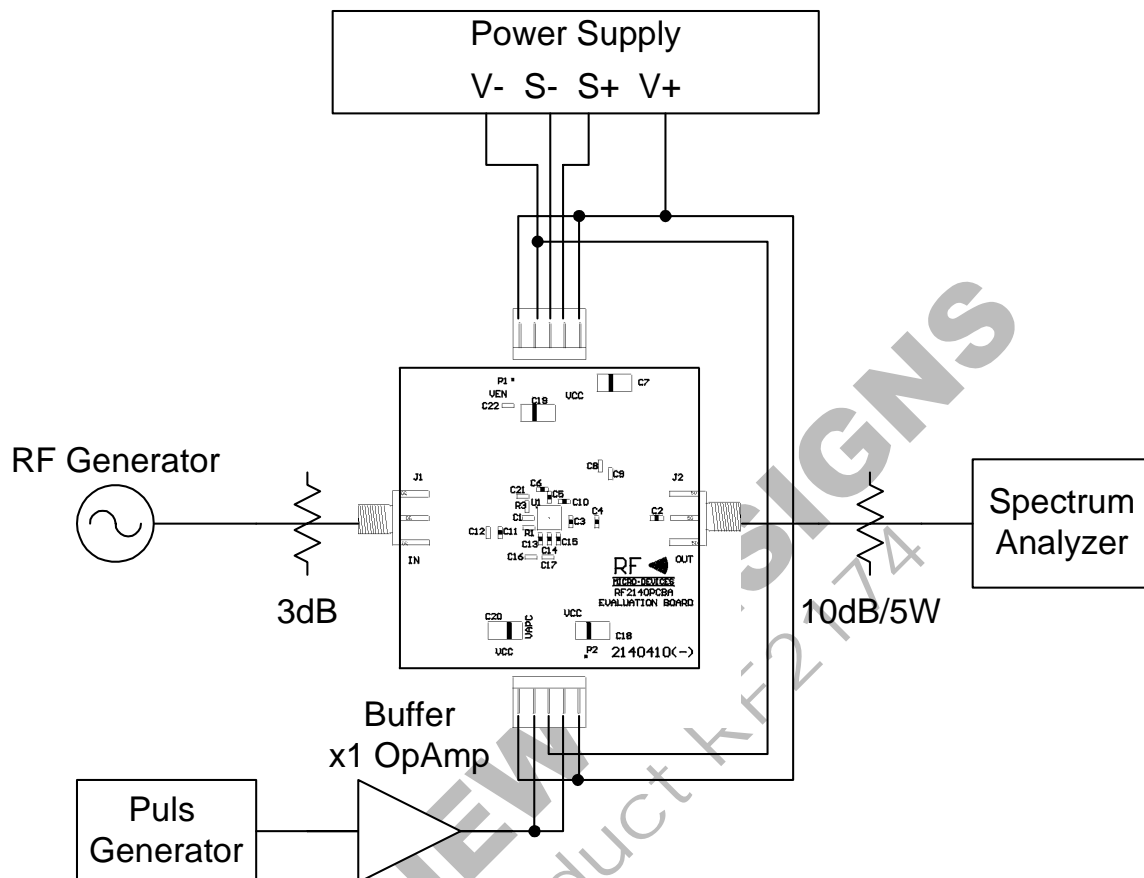 Power Supply
V- S- S+ V+
P1
VEN
C22
C19
VCC
C7
RF Generator
J1
J2
C8
C9
C6
C21
C5
R3
U1
C10
C1
C3
C4
C2
C12
C11
R1
C13
C15
C14
C16
C17
IN
OUT
3dB
10dB/5W
Spectrum
Analyzer
RF
MICRO-DEVICES
RF2140PCBA
EVALUATION BOARD
C20
VAPC
VCC
VCC
C18
P2
2140410(-)
Buffer
x1 OpAmp
Puls
Generator